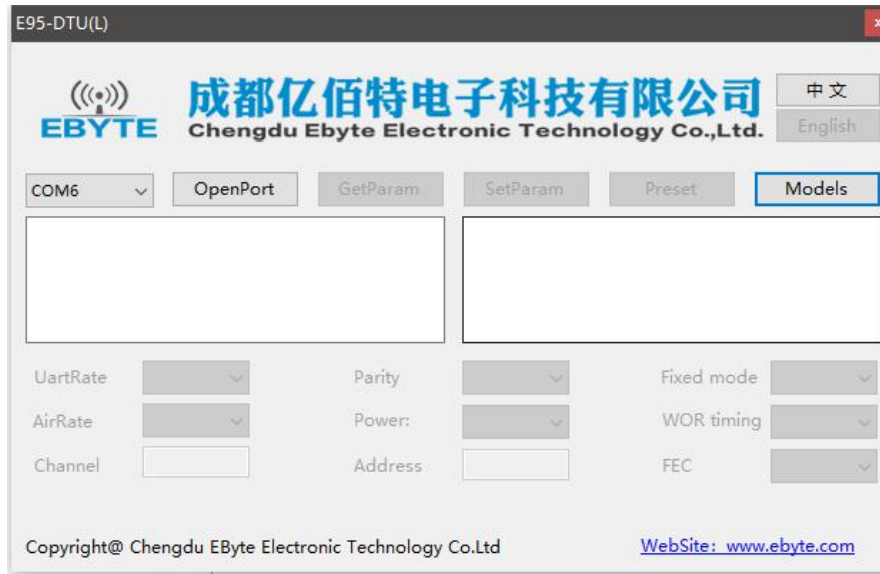 E95-DTU(L)
EBYTE
成都亿佰特电子科技有限公司
Chengdu Ebyte Electronic Technology Co.,Ltd.
中文
English
COM6 OpenPort GetParam SetParam Preset Models
UartRate Parity Fixed mode
AirRate Power: WOR timing
Channel Address FEC
Copyright@ Chengdu EByte Electronic Technology Co.Ltd WebSite: www.ebyte.com